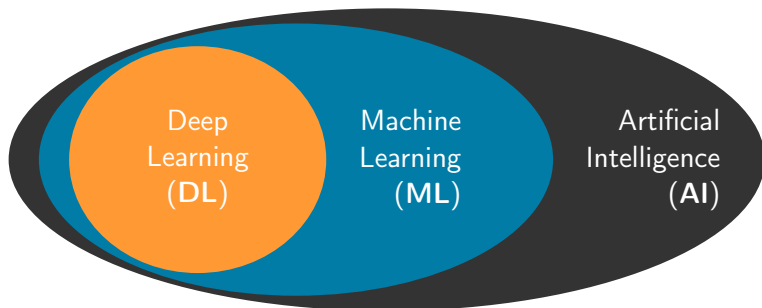 Deep
Learning
(DL)
Machine
Learning
(ML)
Artificial
Intelligence
(AI)